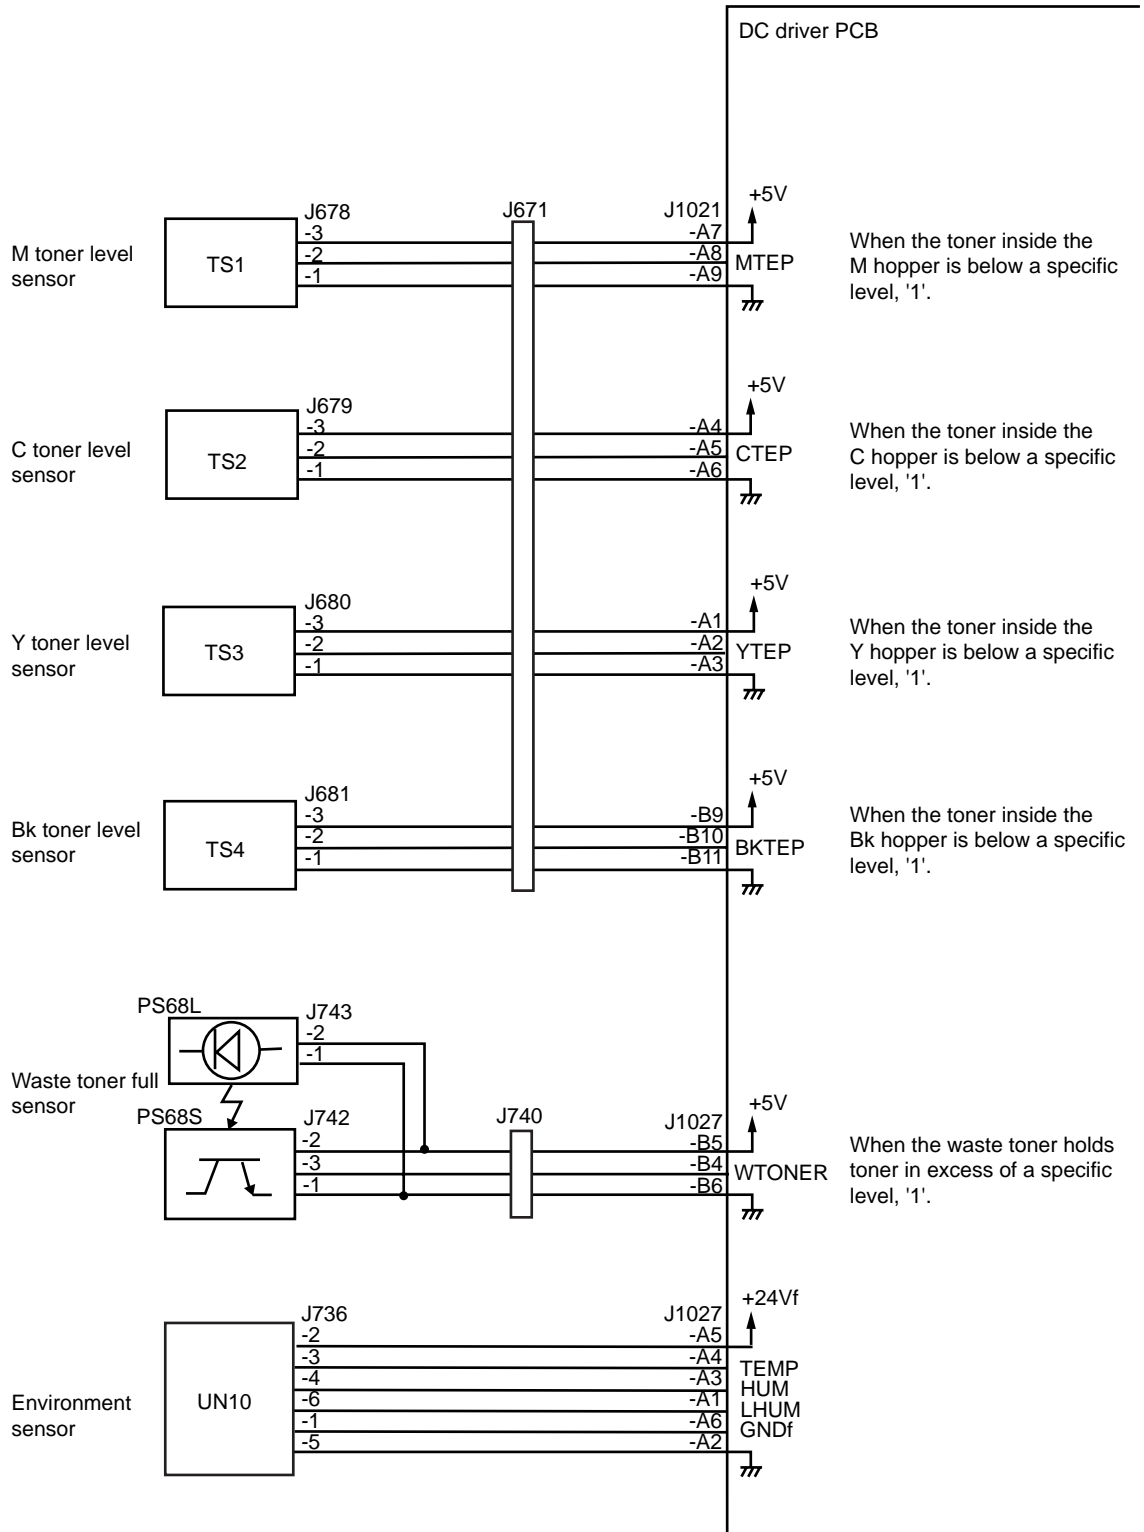 DC driver PCB
M toner level
sensor
TS1
J678
-3
-2
-1
J671
J1021
-A7
-A8
-A9
+5V
MTEP
When the toner inside the
M hopper is below a specific
level, '1'.
C toner level
sensor
TS2
J679
-3
-2
-1
-A4
-A5
-A6
+5V
CTEP
When the toner inside the
C hopper is below a specific
level, '1'.
Y toner level
sensor
TS3
J680
-3
-2
-1
-A1
-A2
-A3
+5V
YTEP
When the toner inside the
Y hopper is below a specific
level, '1'.
Bk toner level
sensor
TS4
J681
-3
-2
-1
-B9
-B10
-B11
+5V
BKTEP
When the toner inside the
Bk hopper is below a specific
level, '1'.
Waste toner full
sensor
PS68L
J743
-2
-1
PS68S
J742
-2
-3
-1
J740
J1027
-B5
-B4
-B6
+5V
WTONER
When the waste toner holds
toner in excess of a specific
level, '1'.
Environment
sensor
UN10
J736
-2
-3
-4
-6
-1
-5
J1027
-A5
-A4
-A3
-A1
-A6
-A2
+24Vf
TEMP
HUM
LHUM
GNDf